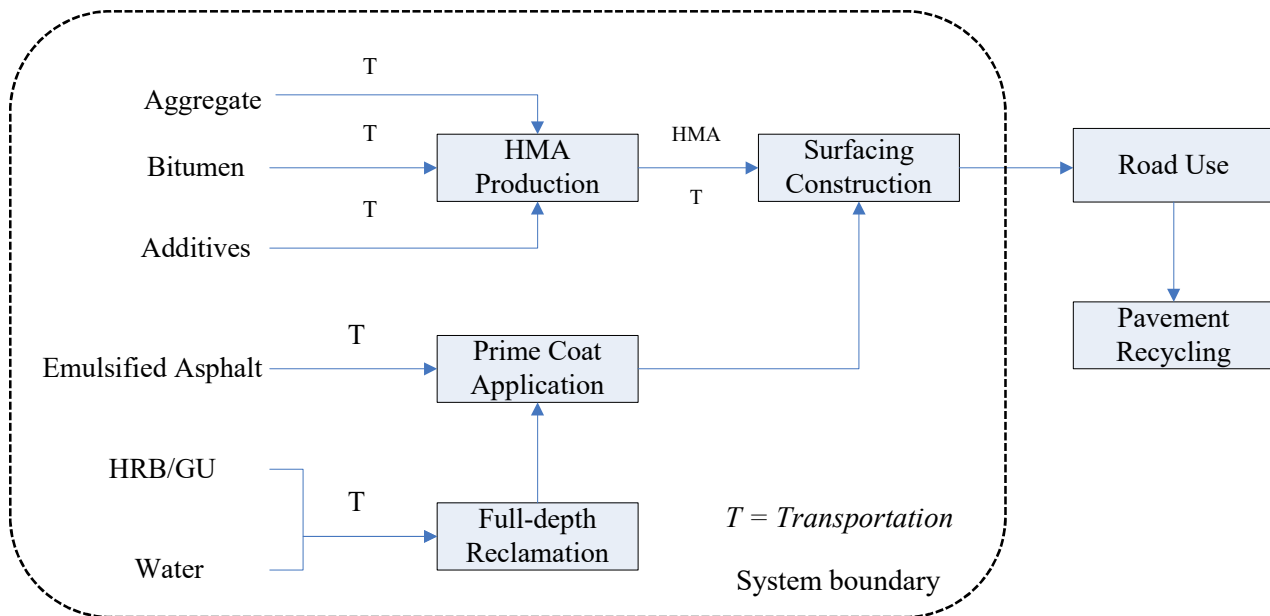 T
Aggregate
T
HMA
HMA
Production
Surfacing
Construction
Road Use
Bitumen
T
T
Additives
Pavement
Recycling
T
Prime Coat
Application
Emulsified Asphalt
HRB/GU
T
Full-depth
Reclamation
T = Transportation
Water
System boundary